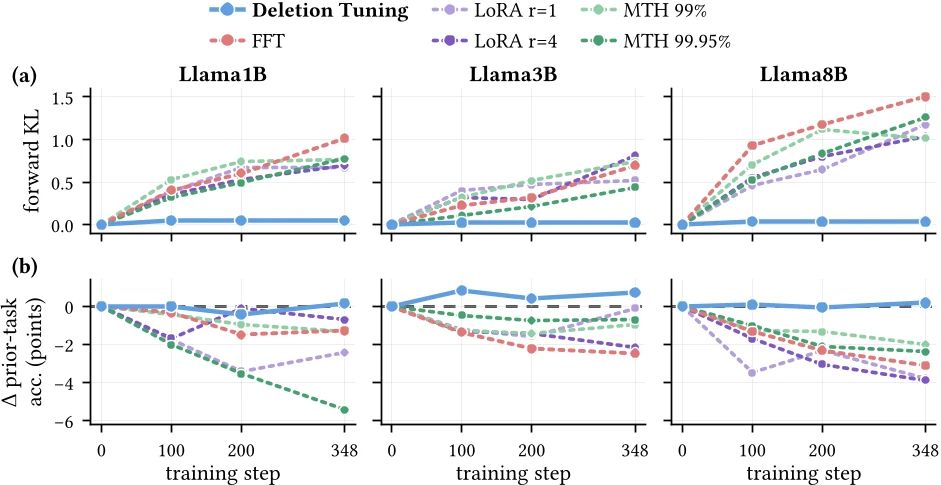 Deletion Tuning LoRA r=1 MTH 99%
FFT LoRA r=4 MTH 99.95%
(a) Llama1B Llama3B Llama8B
forward KL
1.5
1.0
0.5
0.0
(b)
Δ prior-task
acc. (points)
0
−2
−4
−6
0 100 200 348 0 100 200 348 0 100 200 348
training step training step training step